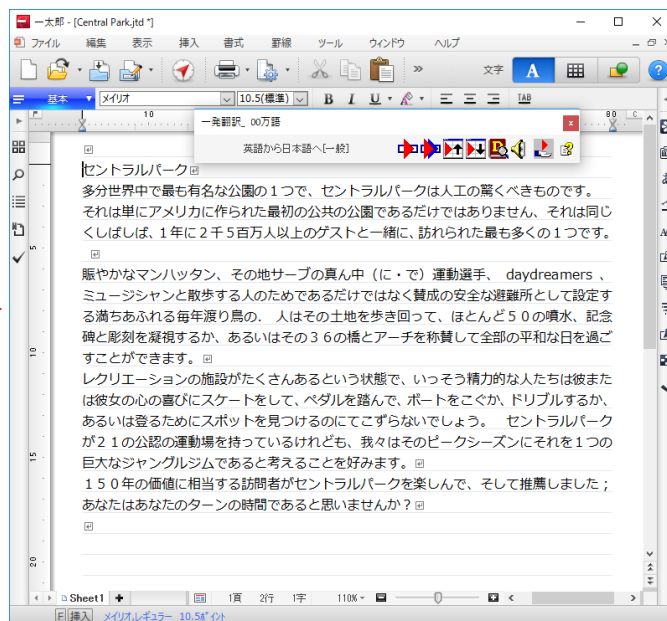 一太郎 - [Central Park.jtd *]
ファイル 編集 表示 挿入 書式 罫線 ツール ウィンドウ ヘルプ
文字 A
基本 メイリオ 10.5(標準) B I U
10 80
一発翻訳_ 00万語 x
英語から日本語へ[一般]
セントラルパーク
多分世界中で最も有名な公園の1つで、セントラルパークは人工の驚くべきものです。
それは単にアメリカに作られた最初の公共の公園であるだけではありません、それは同じ
くしばしば、1年に2千5百万人以上のゲストと一緒に、訪れられた最も多くの1つです。
賑やかなマンハッタン、その地サーブの真ん中(に・で)運動選手、 daydreamers 、
ミュージシャンと散歩する人のためであるだけではなく賛成の安全な避難所として設定す
る満ちあふれる毎年渡り鳥の. 人はその土地を歩き回って、ほとんど50の噴水、記念
碑と彫刻を凝視するか、あるいはその36の橋とアーチを称賛して全部の平和な日を過ご
すことができます。
レクリエーションの施設がたくさんあるという状態で、いっそう精力的な人たちは彼また
は彼女の心の喜びにスケートをして、ペダルを踏んで、ボートをこぐか、ドリブルするか、
あるいは登るためにスポットを見つけるのにてこずらないでしょう。 セントラルパーク
が21の公認の運動場を持っているけれども、我々はそのピークシーズンにそれを1つの
巨大なジャングルジムであると考えることを好みます。
150年の価値に相当する訪問者がセントラルパークを楽しんで、そして推薦しました;
あなたはあなたのターンの時間であると思いませんか?
5
10
15
20
Sheet1 1頁 2行 1字 110%
挿入 メイリオレギュラー 10.5ポイント